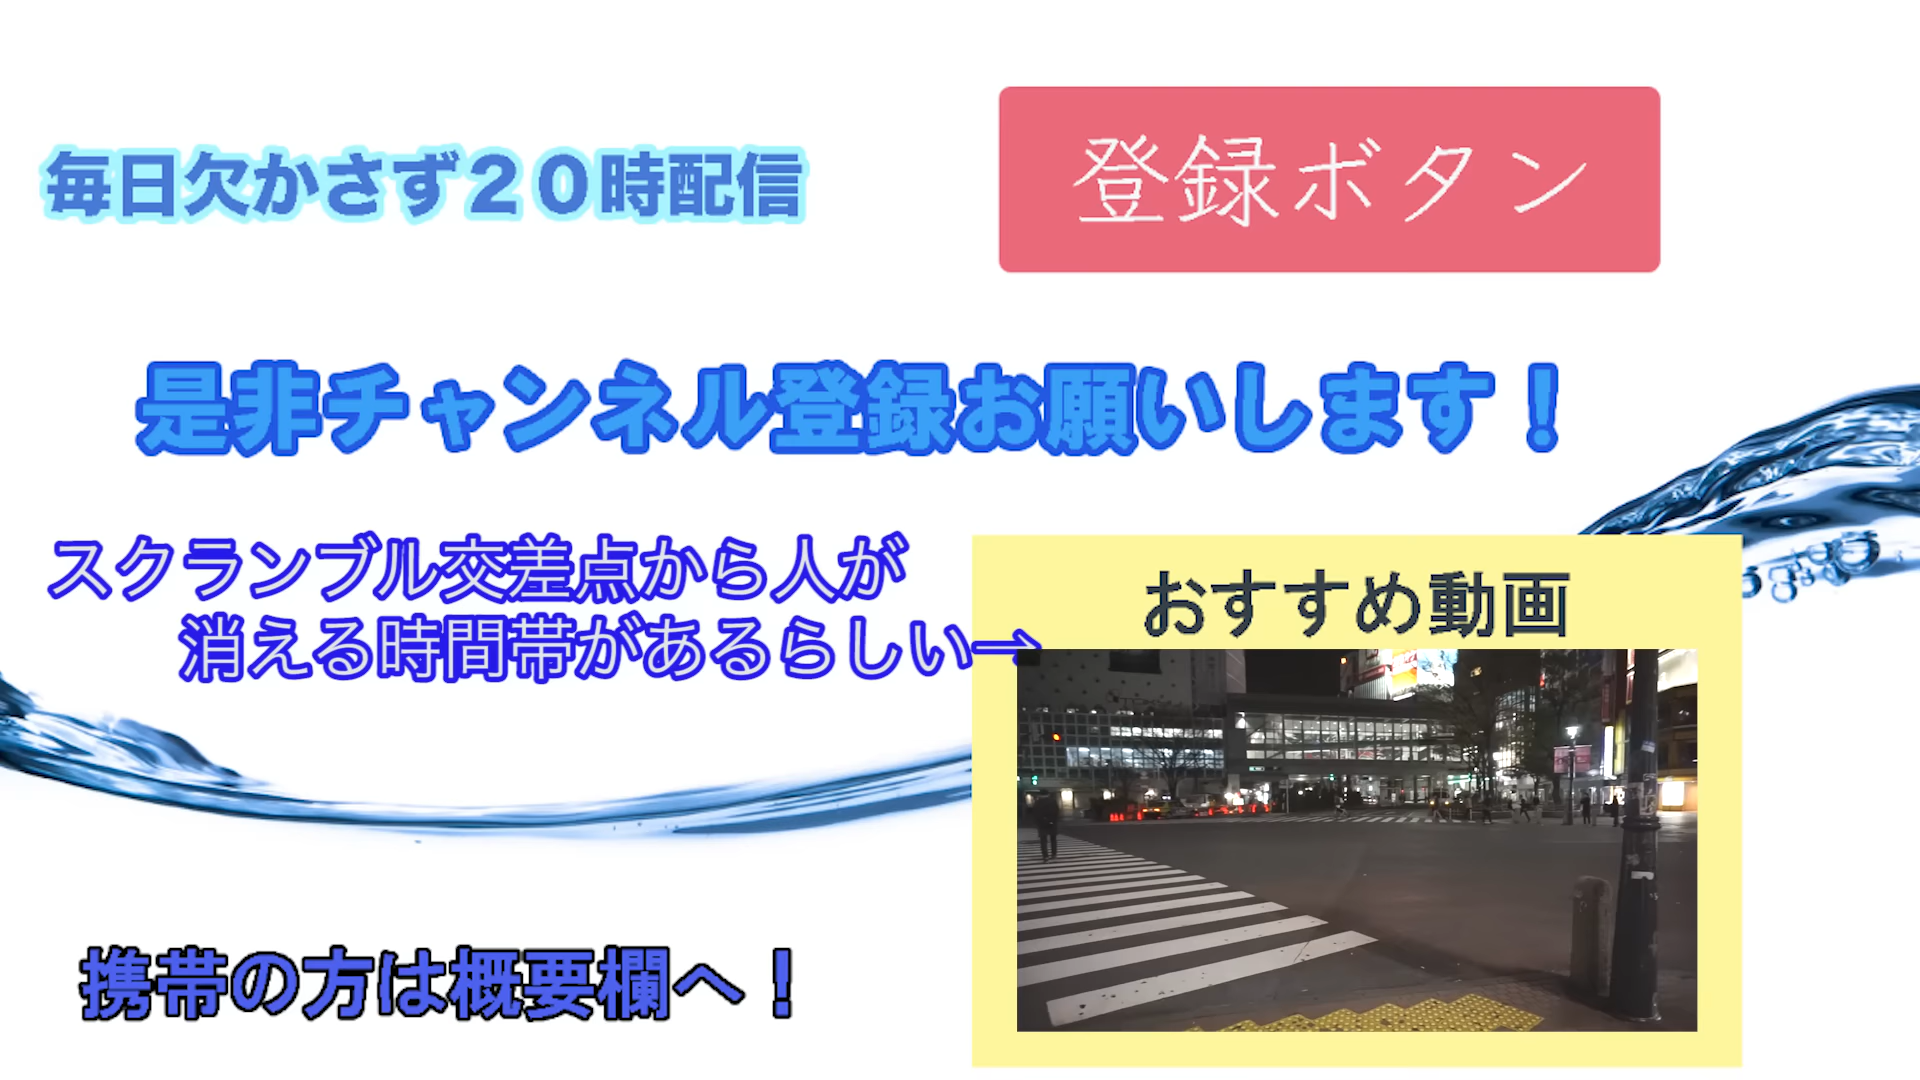 毎日欠かさず２０時配信
登録ボタン
是非チャンネル登録お願いします！
スクランブル交差点から人が
消える時間帯があるらしい→
おすすめ動画
携帯の方は概要欄へ！